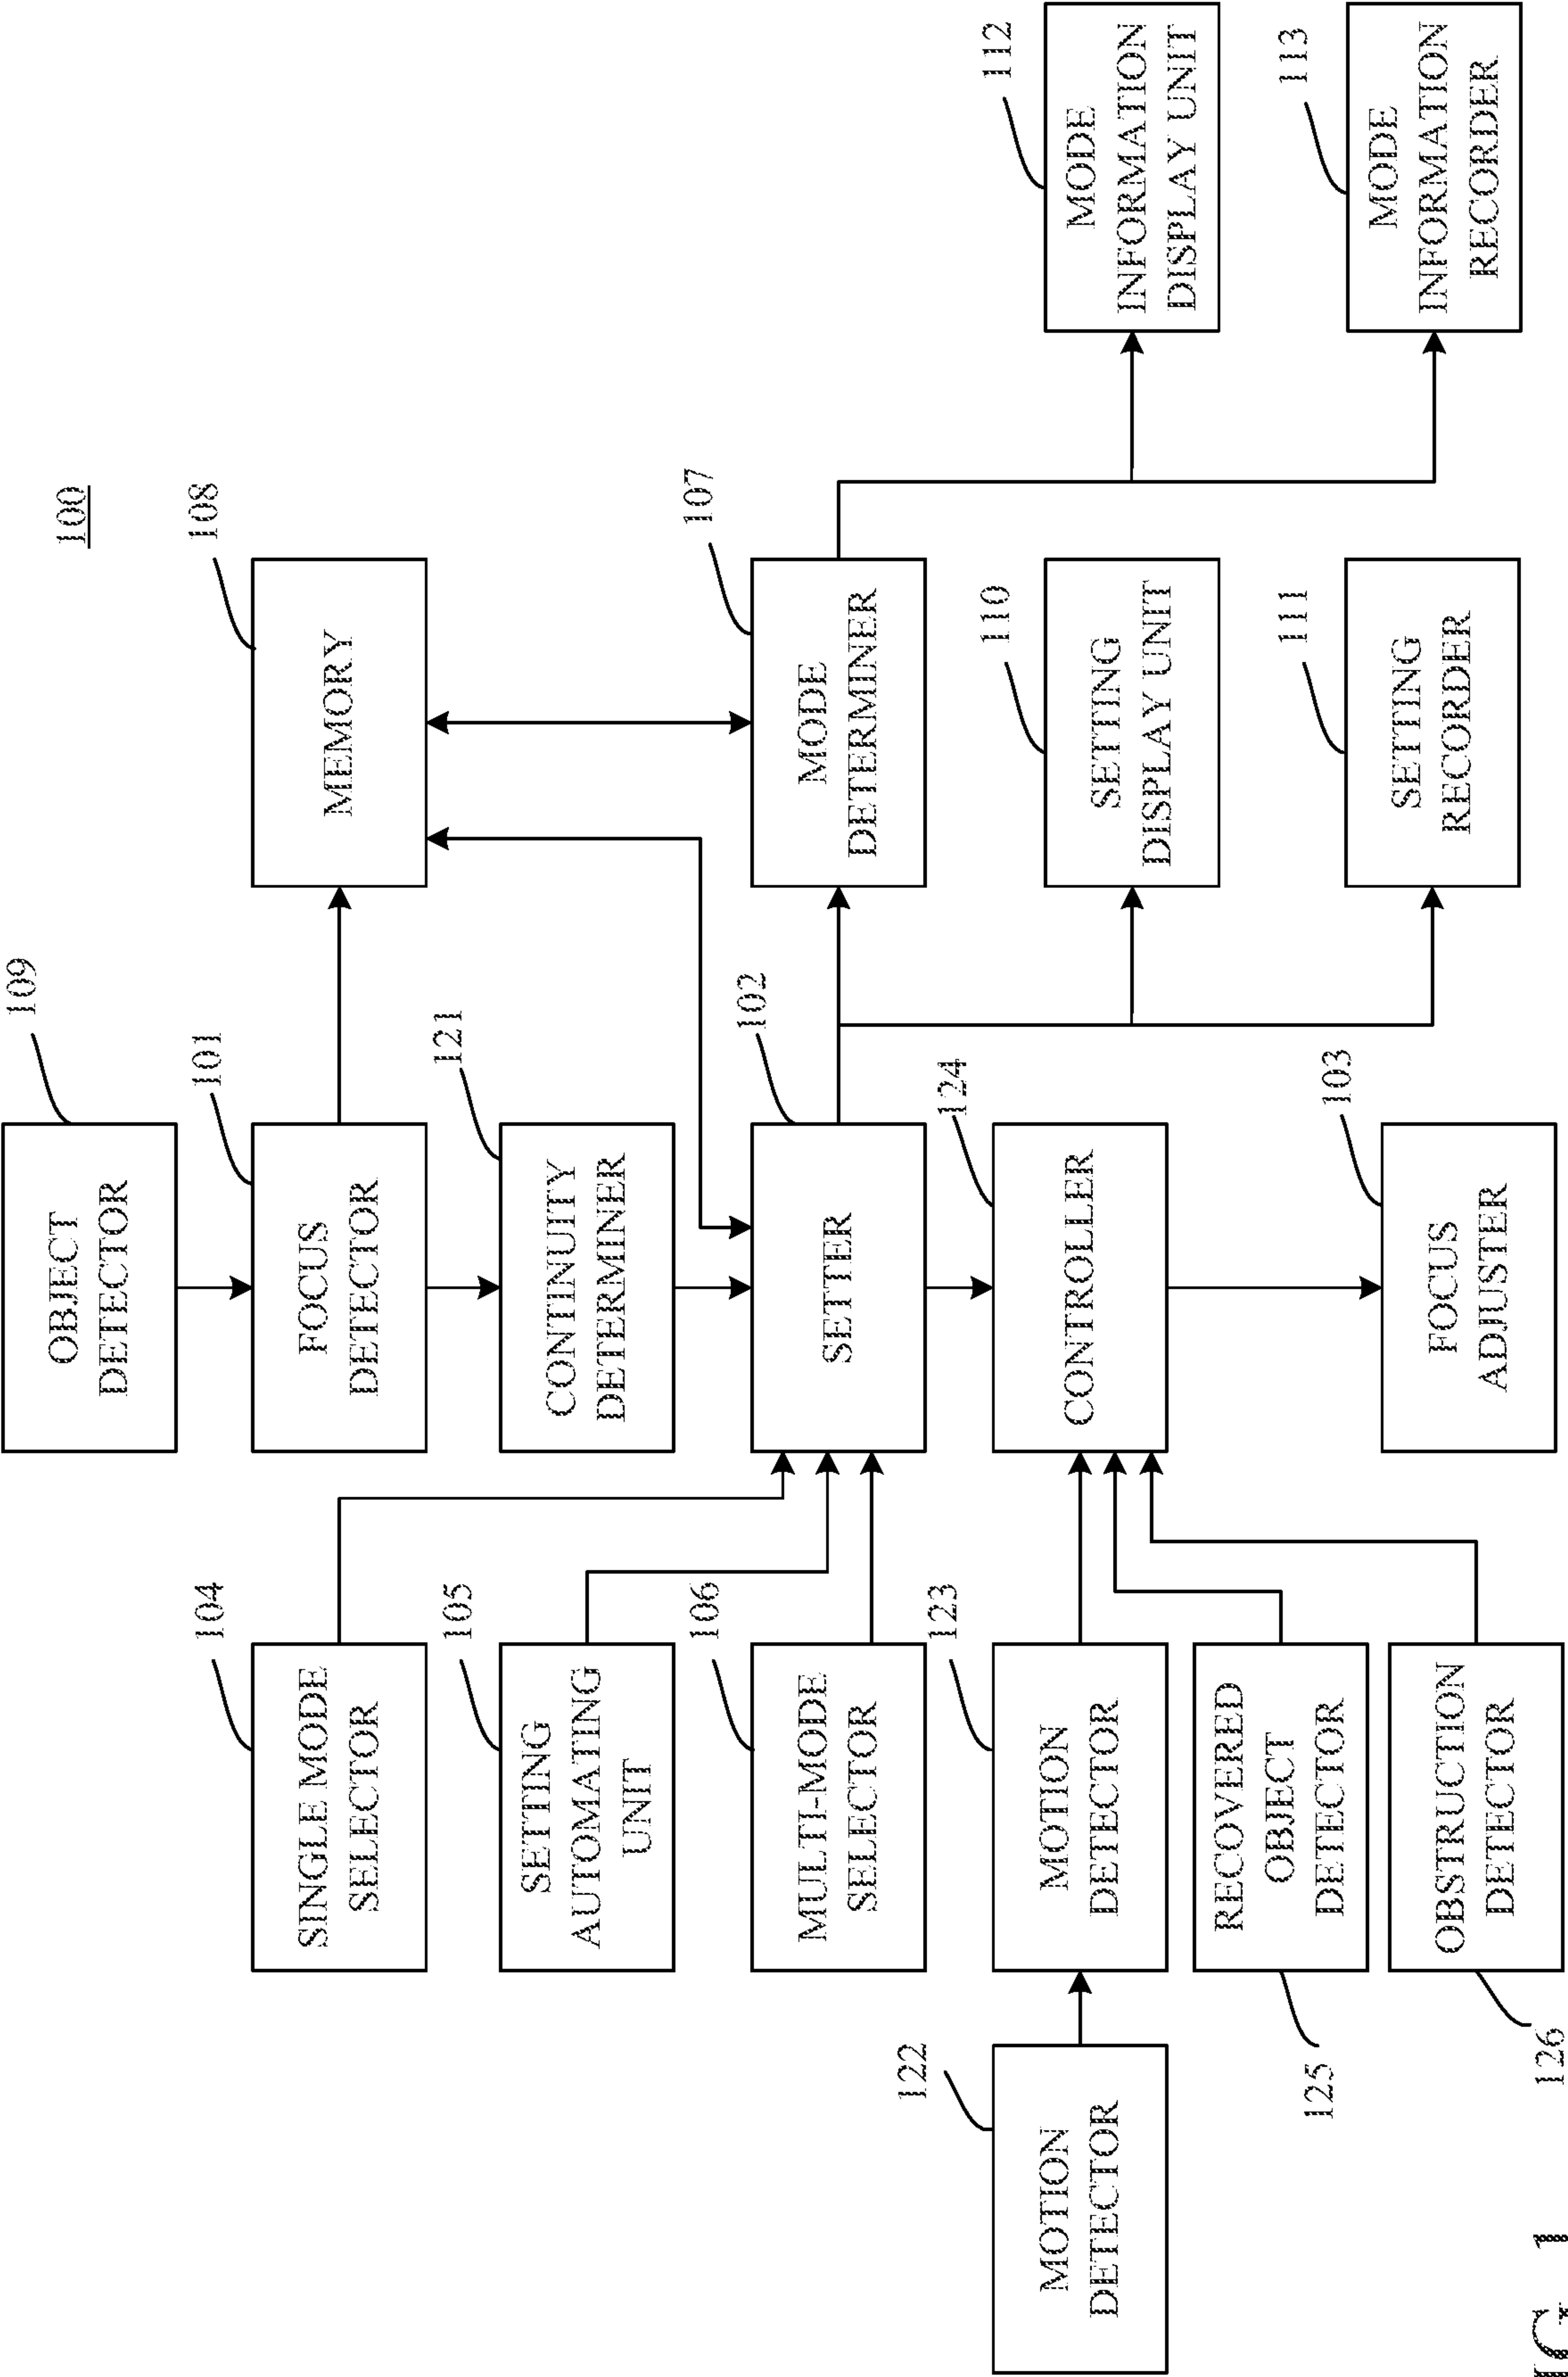 100
OBJECT
DETECTOR
109
FOCUS
DETECTOR
101
MEMORY
108
SINGLE MODE
SELECTOR
104
CONTINUITY
DETERMINER
121
SETTING
AUTOMATING
UNIT
105
SETTER
102
MODE
DETERMINER
107
MULTI-MODE
SELECTOR
106
MOTION
DETECTOR
122
MOTION
DETECTOR
123
CONTROLLER
124
SETTING
DISPLAY UNIT
110
MODE
INFORMATION
DISPLAY UNIT
112
RECOVERED
OBJECT
DETECTOR
125
OBSTRUCTION
DETECTOR
126
FOCUS
ADJUSTER
103
SETTING
RECORDER
111
MODE
INFORMATION
RECORDER
113